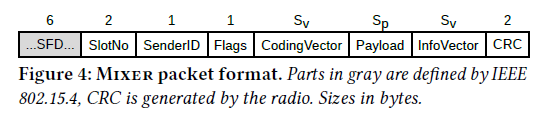 6 2 1 1 Sv Sp Sv 2
...SFD... SlotNo SenderID Flags CodingVector Payload InfoVector CRC
Figure 4: MIXER packet format. Parts in gray are defined by IEEE
802.15.4, CRC is generated by the radio. Sizes in bytes.